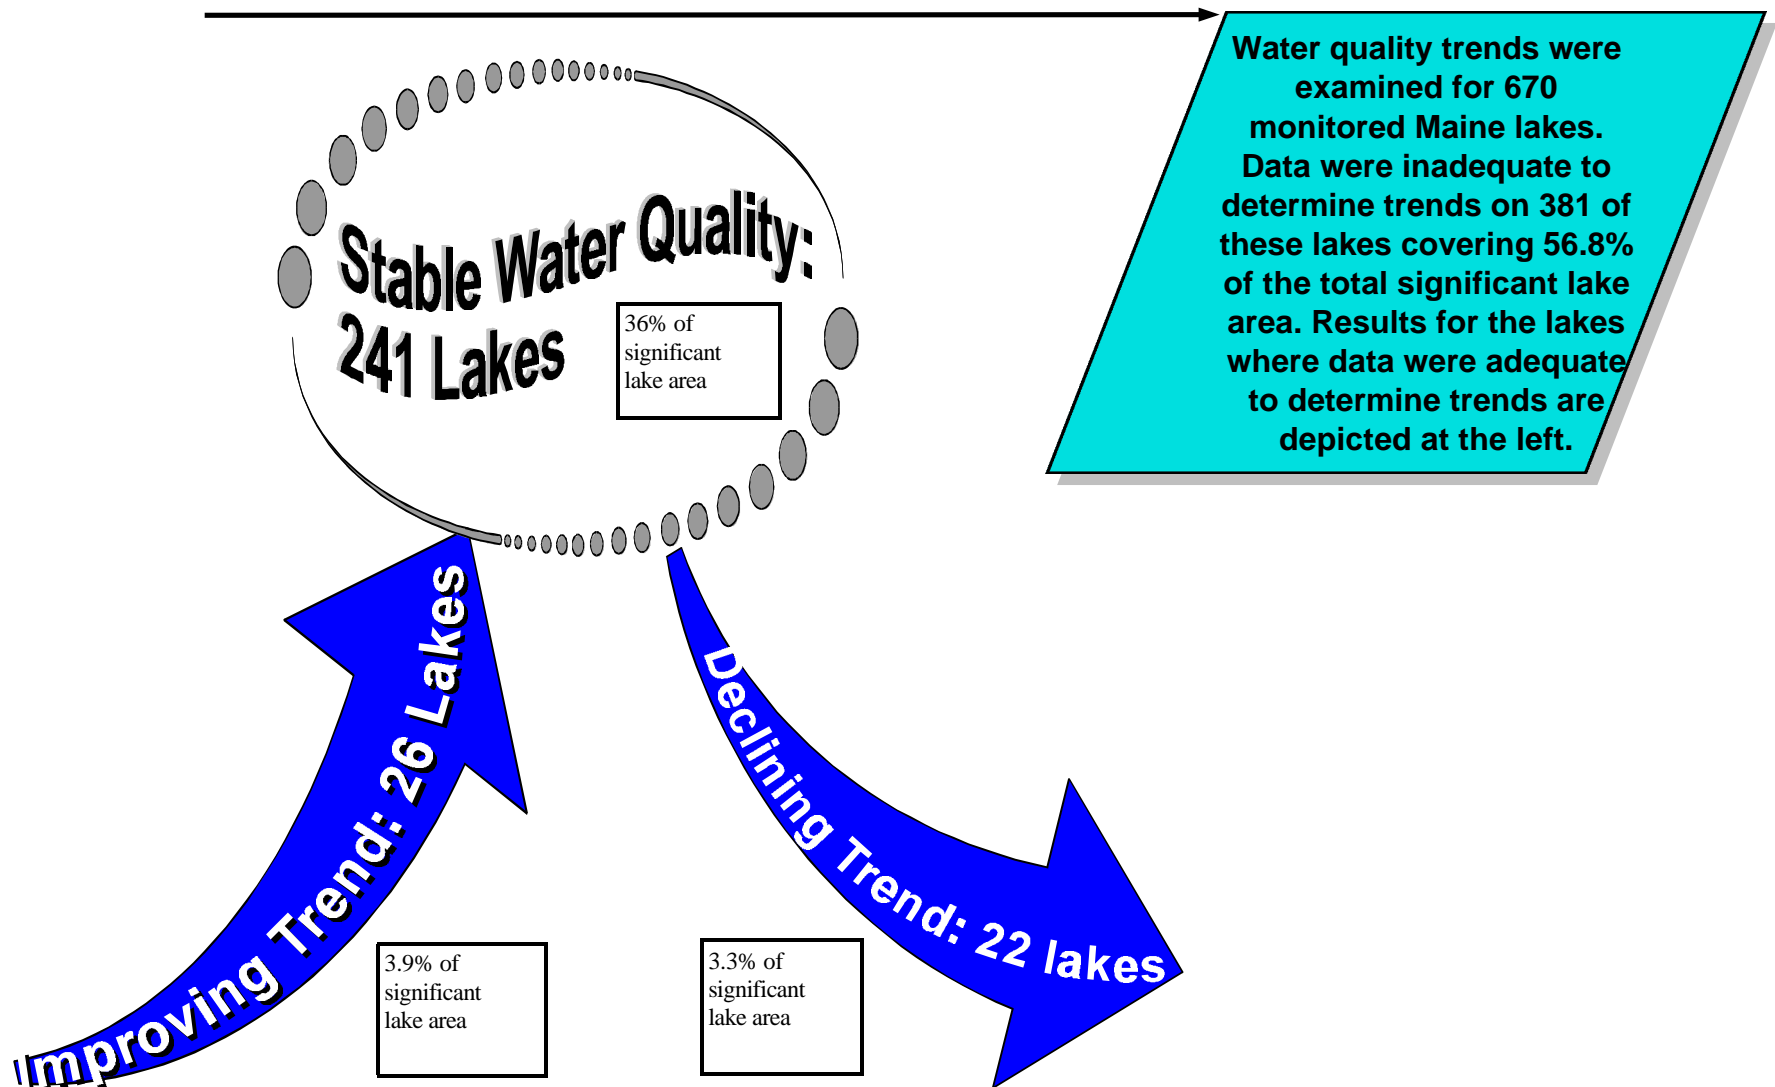 Water quality trends were
examined for 670
monitored Maine lakes.
Data were inadequate to
determine trends on 381 of
these lakes covering 56.8%
of the total significant lake
area. Results for the lakes
where data were adequate
to determine trends are
depicted at the left.
Stable Water Quality:
241 Lakes
36% of
significant
lake area
Improving Trend: 26 Lakes
3.9% of
significant
lake area
Declining Trend: 22 lakes
3.3% of
significant
lake area